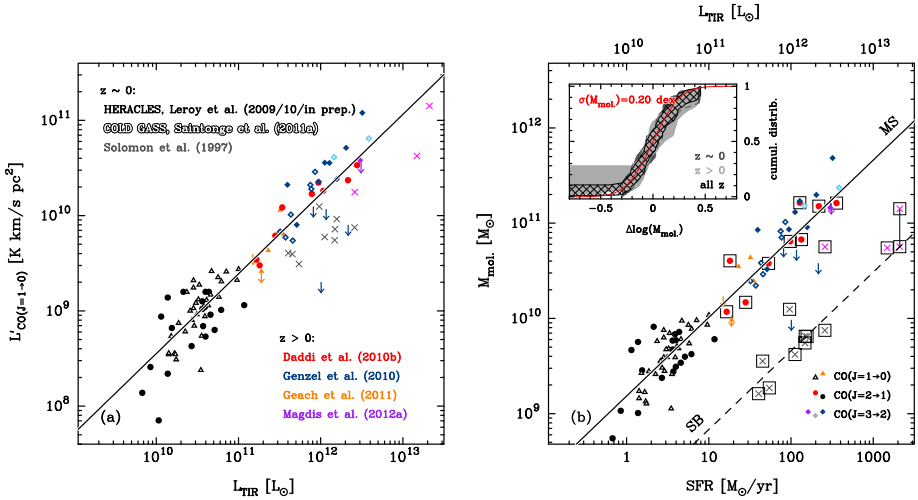 L_TIR [L_⊙]
10^10
10^11
10^12
10^13
z ~ 0:
HERACLES, Leroy et al. (2009/10/in prep.)
COLD GASS, Saintonge et al. (2011a)
Solomon et al. (1997)
10^11
10^10
10^9
10^8
L'_CO(J=1→0) [K km/s pc^2]
z > 0:
Daddi et al. (2010b)
Genzel et al. (2010)
Geach et al. (2011)
Magdis et al. (2012a)
(a)
10^10
10^11
10^12
10^13
L_TIR [L_⊙]
σ(M_mol.)=0.20 dex
z ~ 0
z > 0
all z
1
0.5
0
cumul. distrib.
−0.5
0
0.5
Δlog(M_mol.)
MS
SB
10^12
10^11
10^10
10^9
M_mol. [M_⊙]
CO(J=1→0)
CO(J=2→1)
CO(J=3→2)
(b)
1
10
100
1000
SFR [M_⊙/yr]